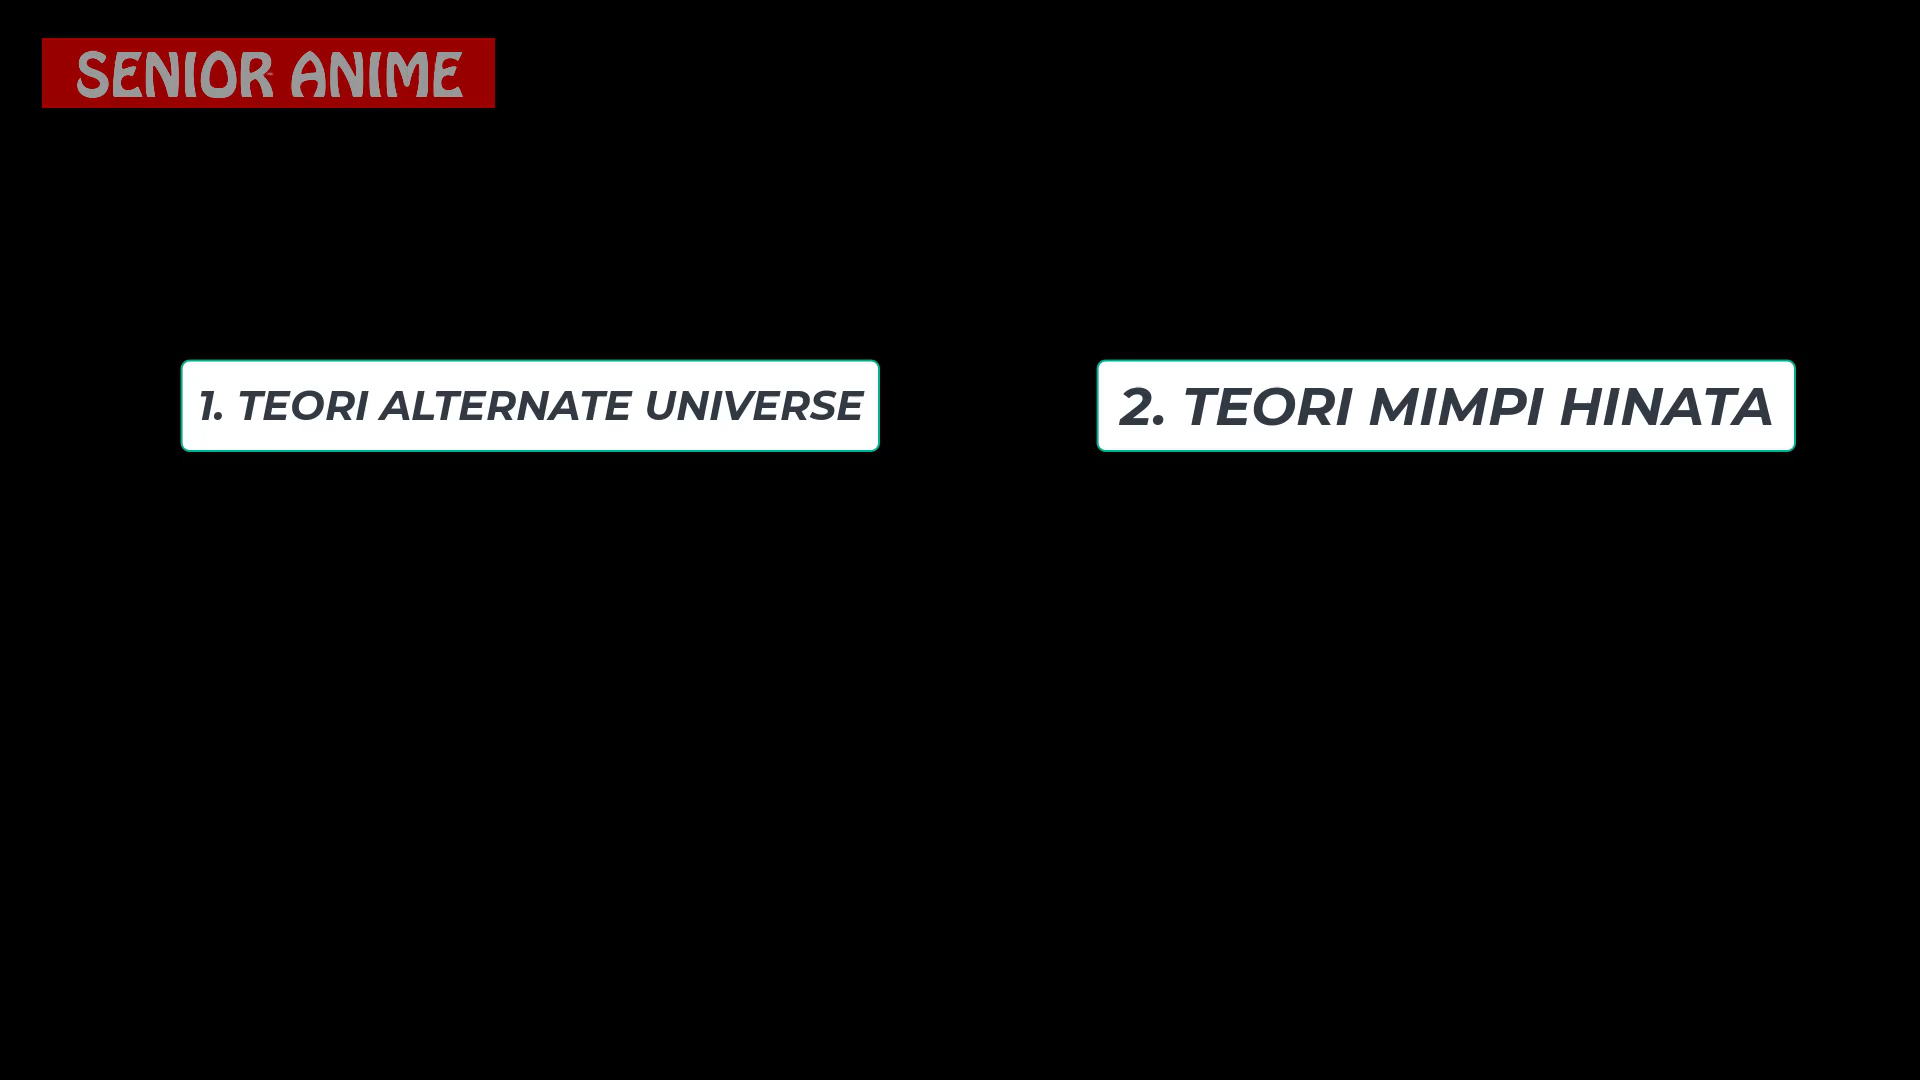 SENIOR ANIME
1. TEORI ALTERNATE UNIVERSE
2. TEORI MIMPI HINATA